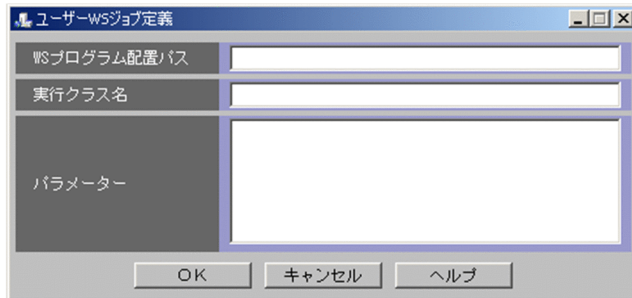 ユーザーWSジョブ定義
WSプログラム配置パス
実行クラス名
パラメーター
OK キャンセル ヘルプ